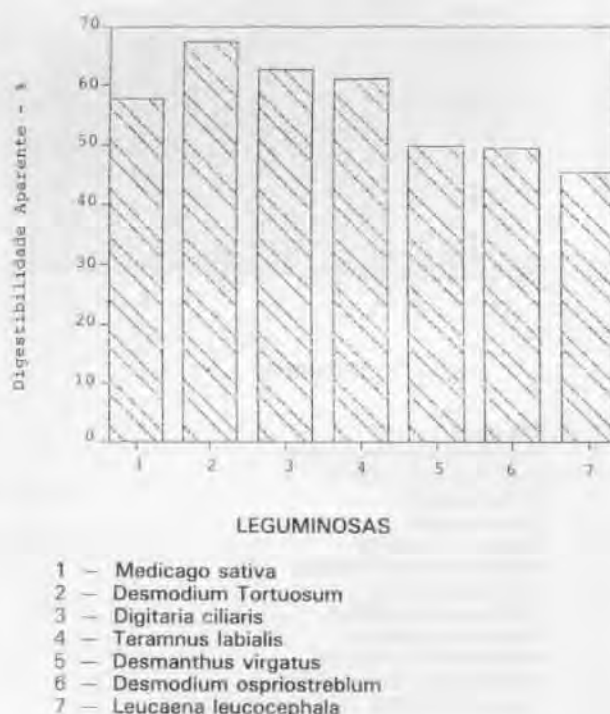 70
60
50
40
30
20
10
0
Digestibilidade Aparente - %
1 2 3 4 5 6 7
LEGUMINOSAS
1 — Medicago sativa
2 — Desmodium Tortuosum
3 — Digitaria ciliaris
4 — Teramnus labialis
5 — Desmanthus virgatus
6 — Desmodium ospriostreblum
7 — Leucaena leucocephala